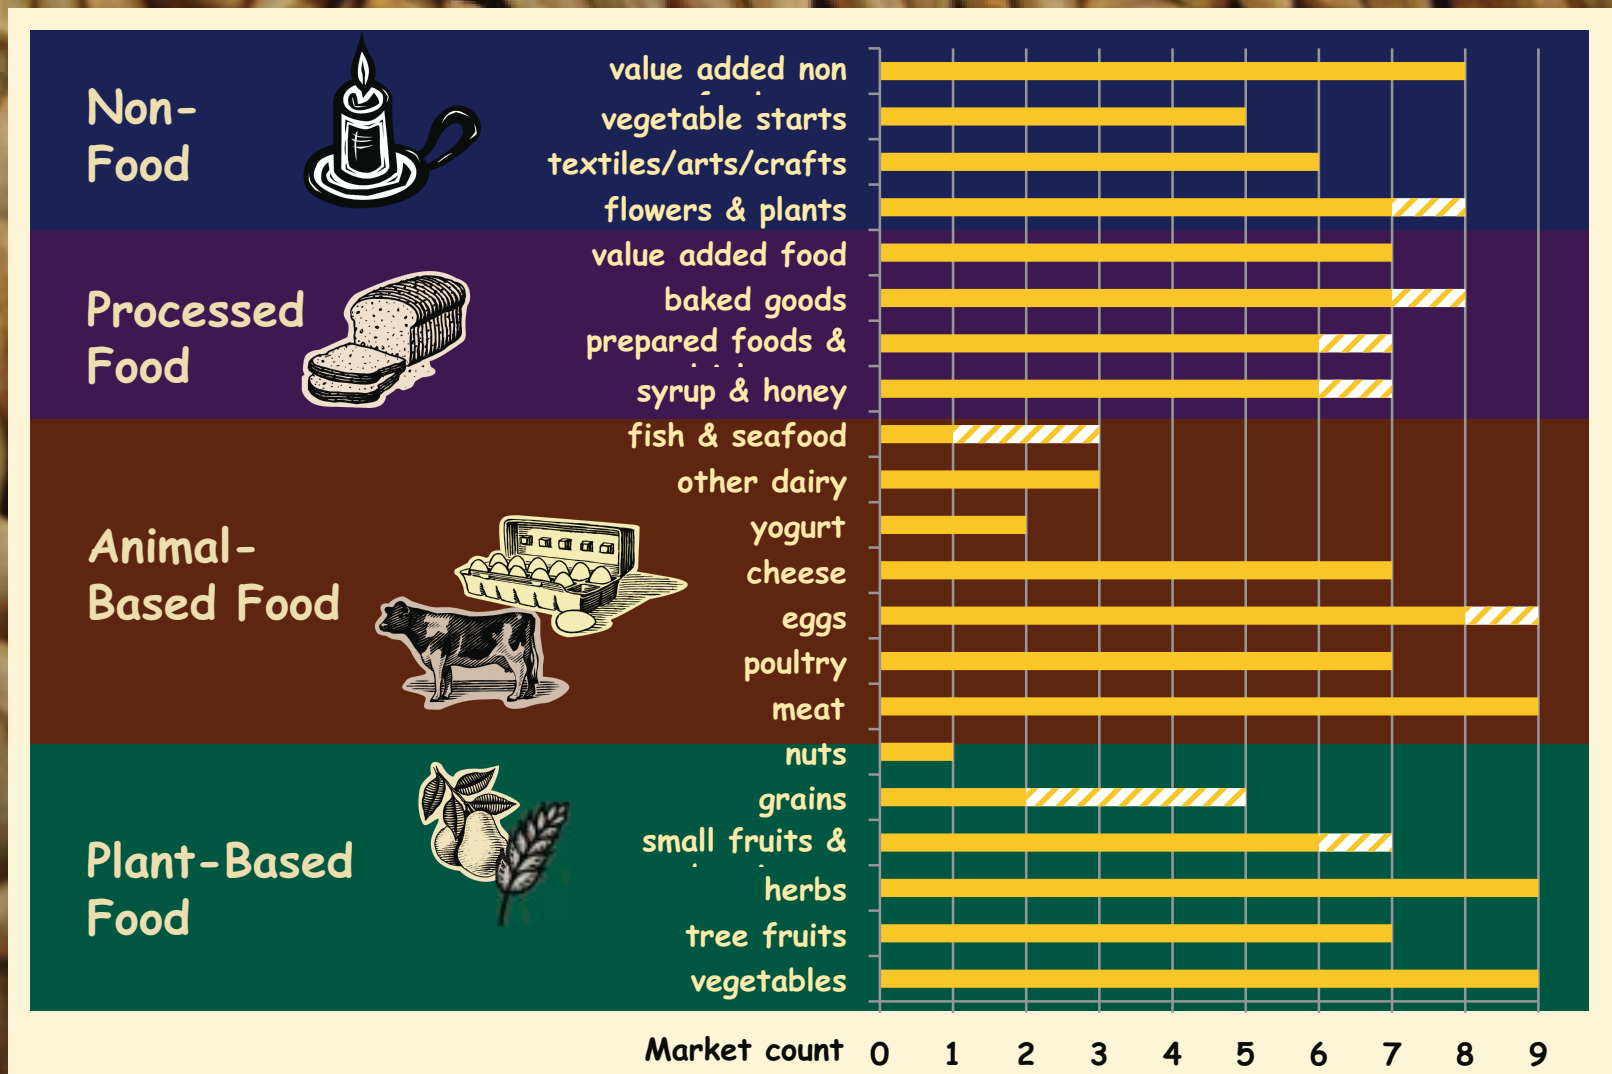 Non-
Food
value added non
vegetable starts
textiles/arts/crafts
flowers & plants
Processed
Food
value added food
baked goods
prepared foods &
syrup & honey
Animal-
Based Food
fish & seafood
other dairy
yogurt
cheese
eggs
poultry
meat
Plant-Based
Food
nuts
grains
small fruits &
herbs
tree fruits
vegetables
Market count 0 1 2 3 4 5 6 7 8 9